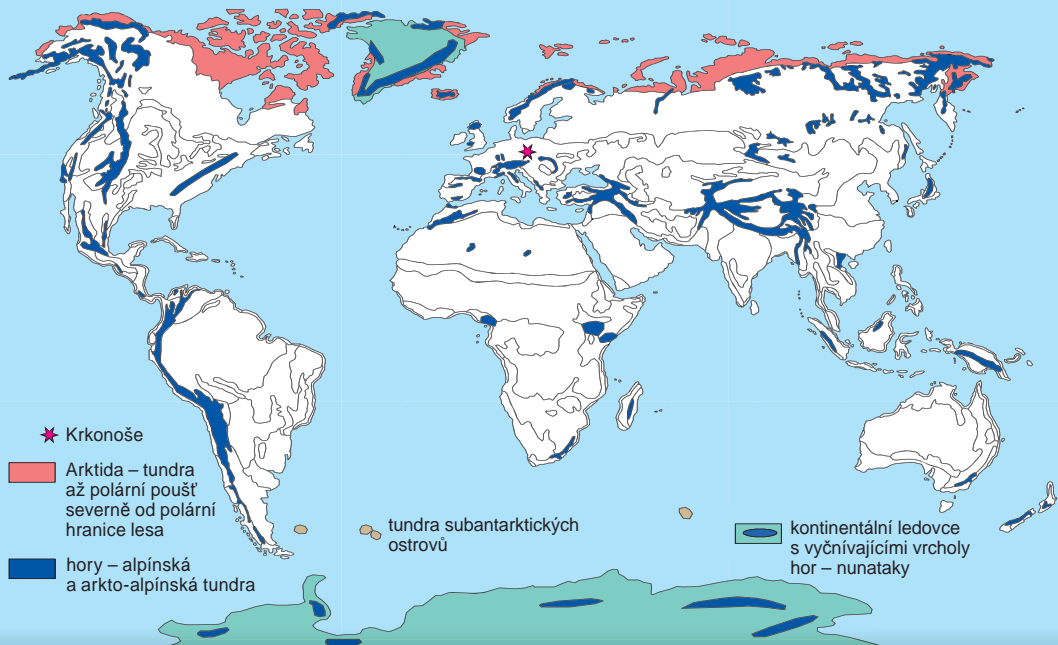 Krkonoše
Arktida – tundra
až polární poušť
severně od polární
hranice lesa
hory – alpínská
a arkto-alpínská tundra
tundra subantarktických
ostrovů
kontinentální ledovce
s vyčnívajícími vrcholy
hor – nunataky